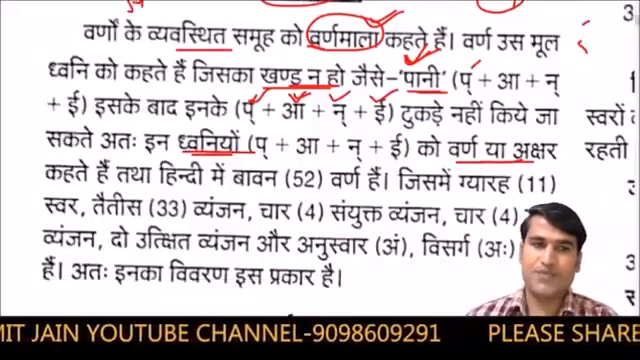 वर्णों के व्यवस्थित समूह को वर्णमाला कहते हैं। वर्ण उस मूल
ध्वनि को कहते हैं जिसका खण्ड न हो जैसे-'पानी' (प् + आ + न्
+ ई) इसके बाद इनके (प् + आ + न् + ई) टुकड़े नहीं किये जा
सकते अतः इन ध्वनियों (प् + आ + न् + ई) को वर्ण या अक्षर
कहते हैं तथा हिन्दी में बावन (52) वर्ण हैं। जिसमें ग्यारह (11)
स्वर, तैतीस (33) व्यंजन, चार (4) संयुक्त व्यंजन, चार (4)
व्यंजन, दो उत्क्षित व्यंजन और अनुस्वार (अं), विसर्ग (अः)
हैं। अतः इनका विवरण इस प्रकार है।
स्वरों
रहती
MIT JAIN YOUTUBE CHANNEL-9098609291 PLEASE SHARE